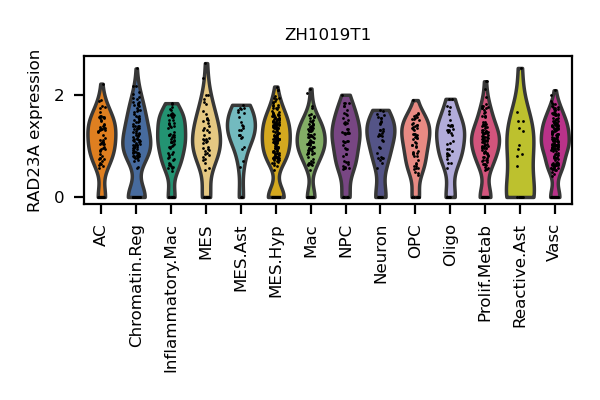 ZH1019T1
RAD23A expression
2
0
AC
Chromatin.Reg
Inflammatory.Mac
MES
MES.Ast
MES.Hyp
Mac
NPC
Neuron
OPC
Oligo
Prolif.Metab
Reactive.Ast
Vasc